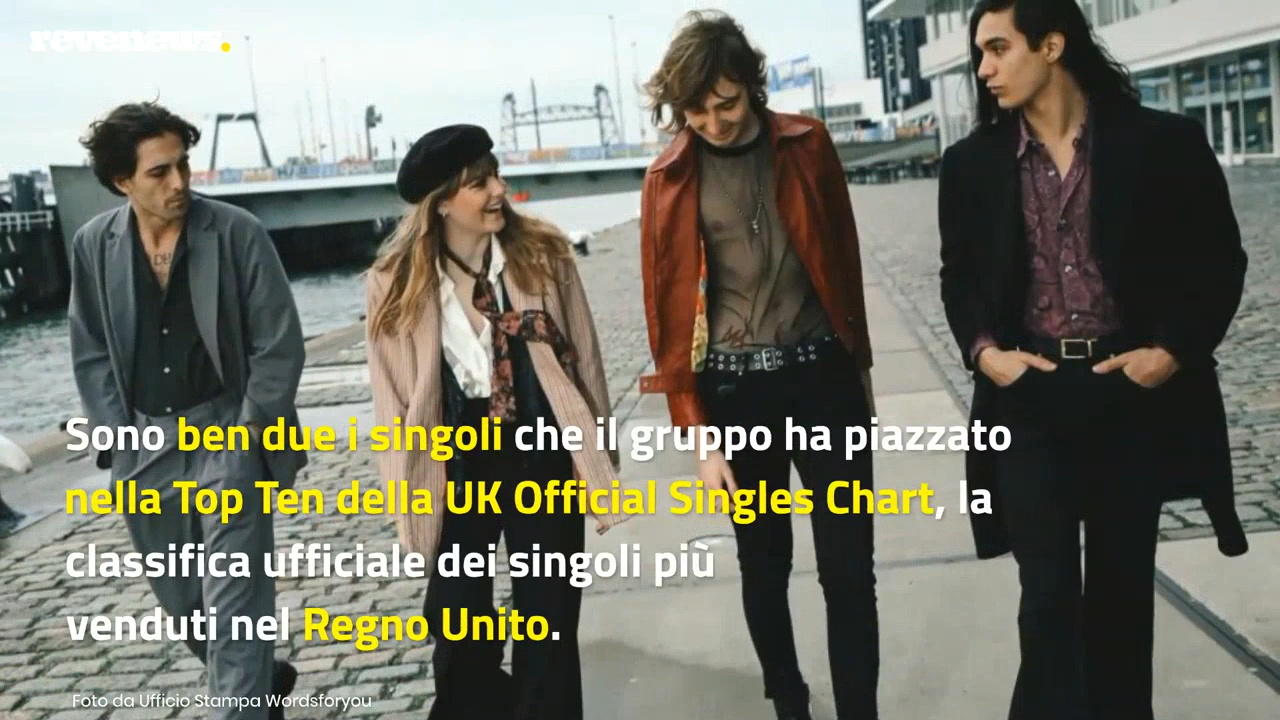 revenews.
Sono ben due i singoli che il gruppo ha piazzato
nella Top Ten della UK Official Singles Chart, la
classifica ufficiale dei singoli più
venduti nel Regno Unito.
Foto da Ufficio Stampa Wordsforyou